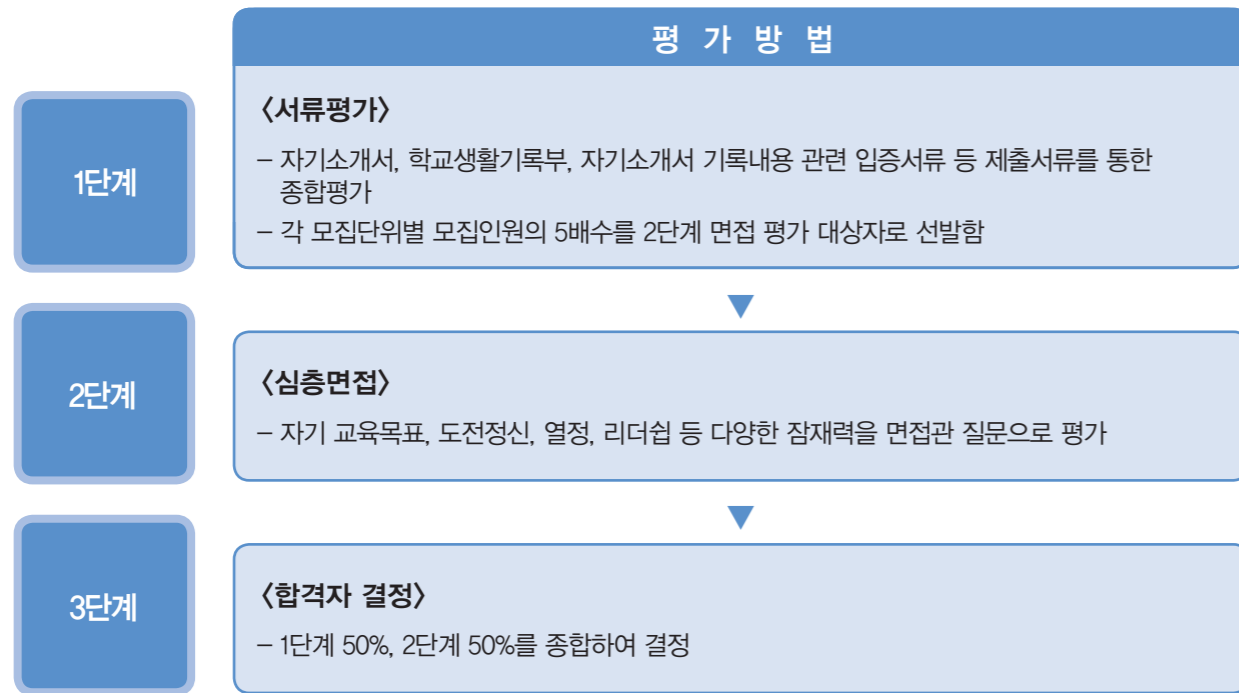 평 가 방 법
1단계
〈서류평가〉
– 자기소개서, 학교생활기록부, 자기소개서 기록내용 관련 입증서류 등 제출서류를 통한
종합평가
– 각 모집단위별 모집인원의 5배수를 2단계 면접 평가 대상자로 선발함
2단계
〈심층면접〉
– 자기 교육목표, 도전정신, 열정, 리더쉽 등 다양한 잠재력을 면접관 질문으로 평가
3단계
〈합격자 결정〉
– 1단계 50%, 2단계 50%를 종합하여 결정